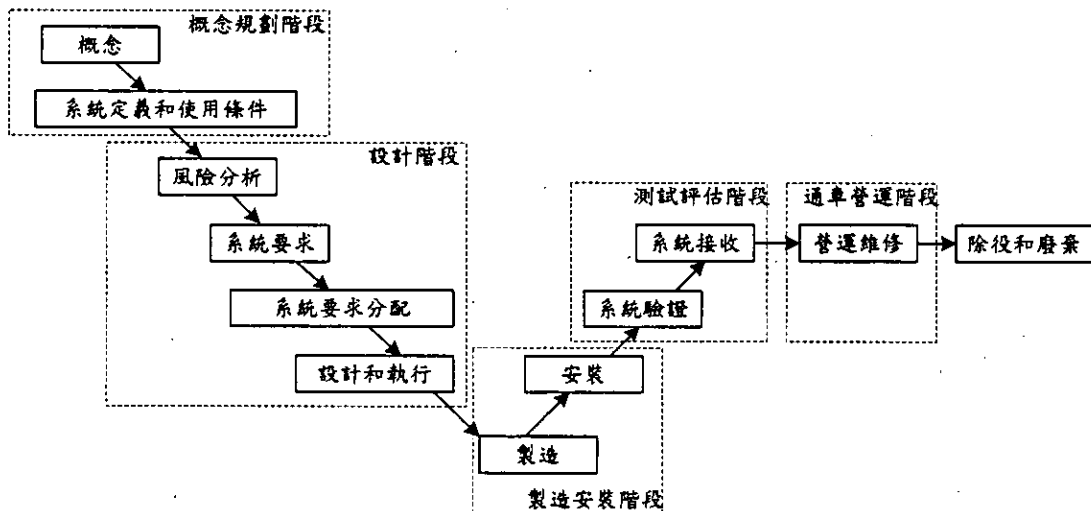 概念規劃階段
概念
系統定義和使用條件
設計階段
風險分析
系統要求
系統要求分配
設計和執行
製造
安裝
製造安裝階段
測試評估階段
系統驗證
系統接收
通車營運階段
營運維修
除役和廢棄